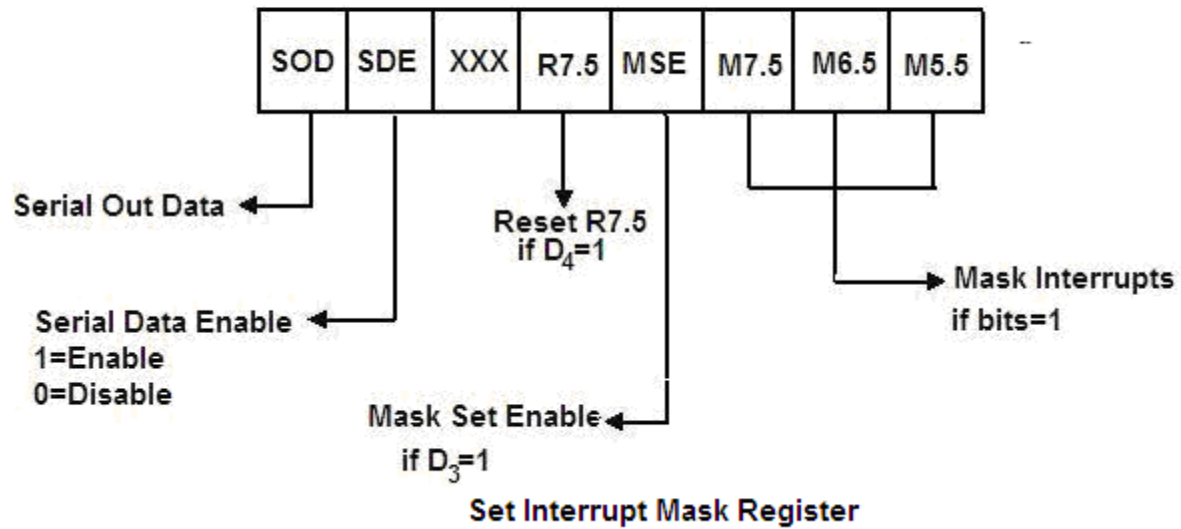 SOD SDE XXX R7.5 MSE M7.5 M6.5 M5.5
Serial Out Data
Reset R7.5
if D₄=1
Mask Interrupts
if bits=1
Serial Data Enable
1=Enable
0=Disable
Mask Set Enable
if D₃=1
Set Interrupt Mask Register